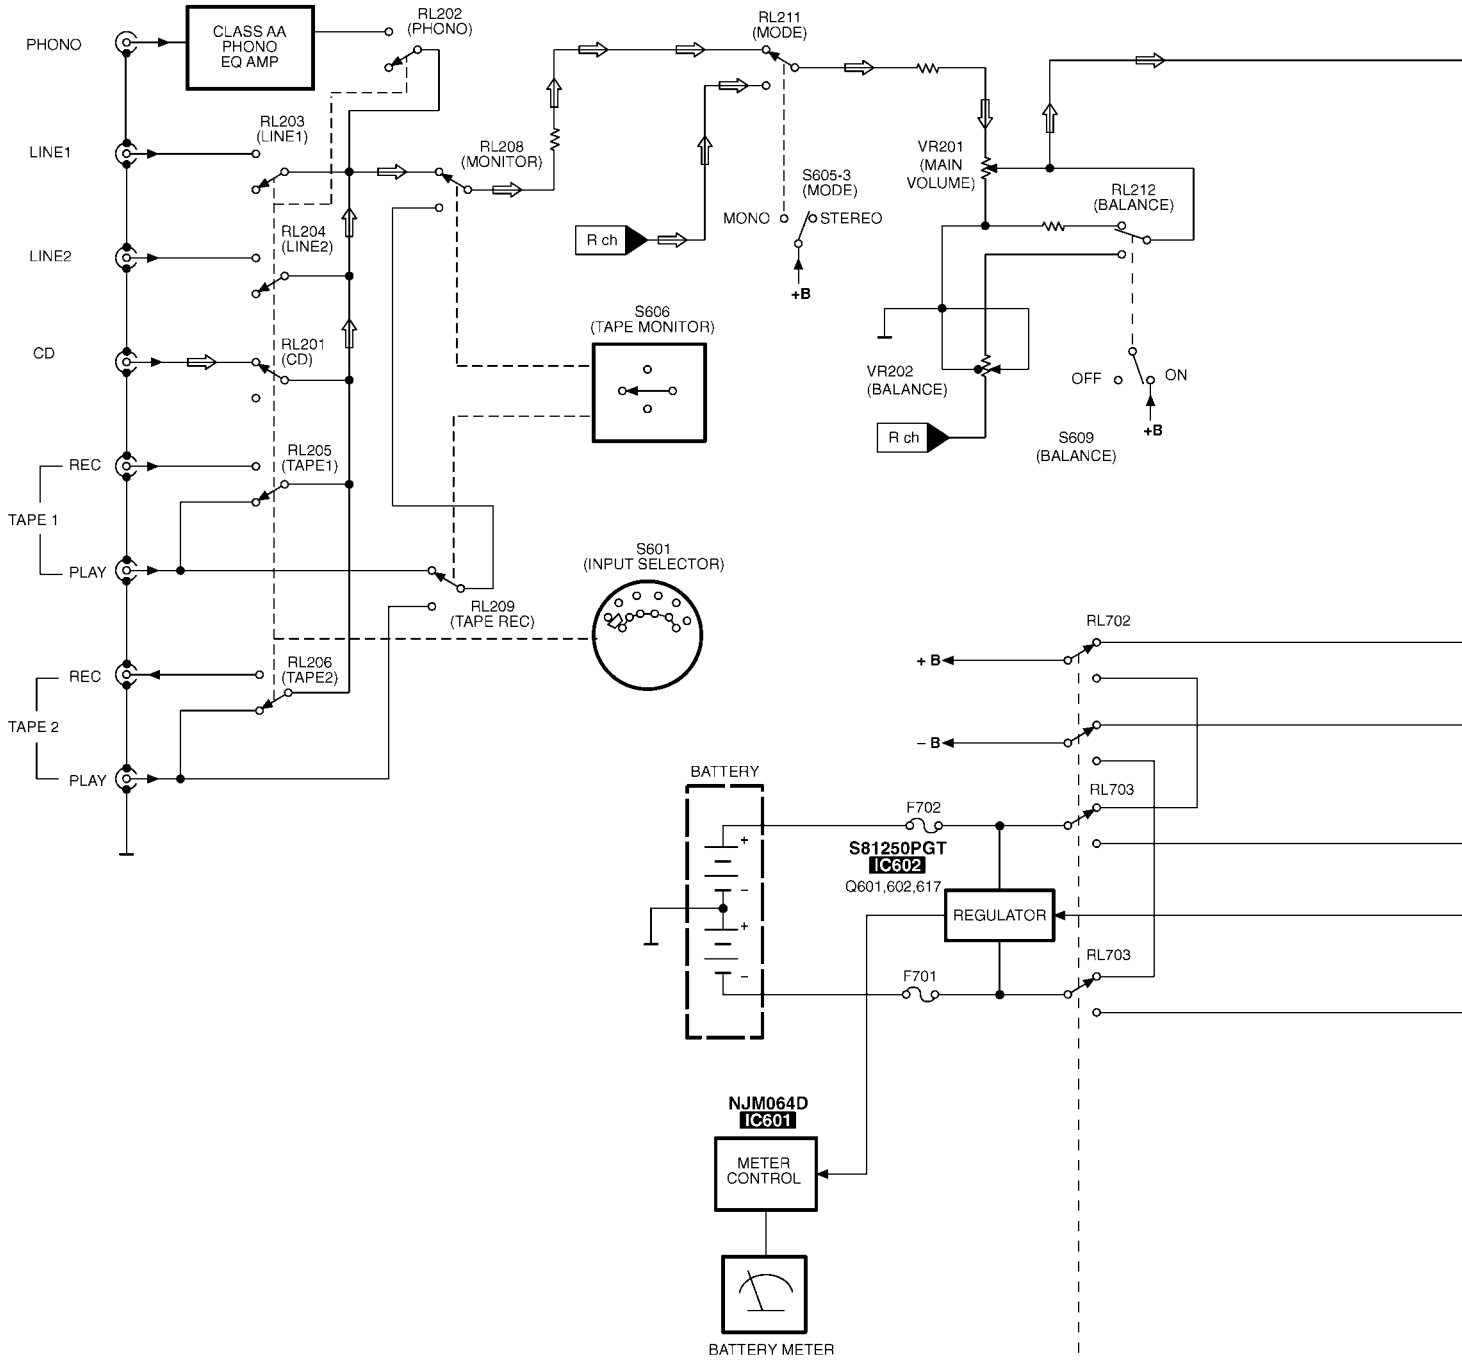 PHONO
CLASS AA
PHONO
EQ AMP
RL202
(PHONO)
RL211
(MODE)
LINE1
RL203
(LINE1)
RL208
(MONITOR)
VR201
(MAIN
VOLUME)
S605-3
(MODE)
MONO
STEREO
R ch
+B
RL212
(BALANCE)
LINE2
RL204
(LINE2)
CD
RL201
(CD)
S606
(TAPE MONITOR)
VR202
(BALANCE)
OFF
ON
+B
R ch
S609
(BALANCE)
REC
RL205
(TAPE1)
TAPE 1
PLAY
S601
(INPUT SELECTOR)
RL209
(TAPE REC)
REC
RL206
(TAPE2)
TAPE 2
PLAY
RL702
+ B
– B
BATTERY
+
–
+
–
F702
RL703
S81250PGT
IC602
Q601,602,617
REGULATOR
F701
RL703
NJM064D
IC601
METER
CONTROL
BATTERY METER